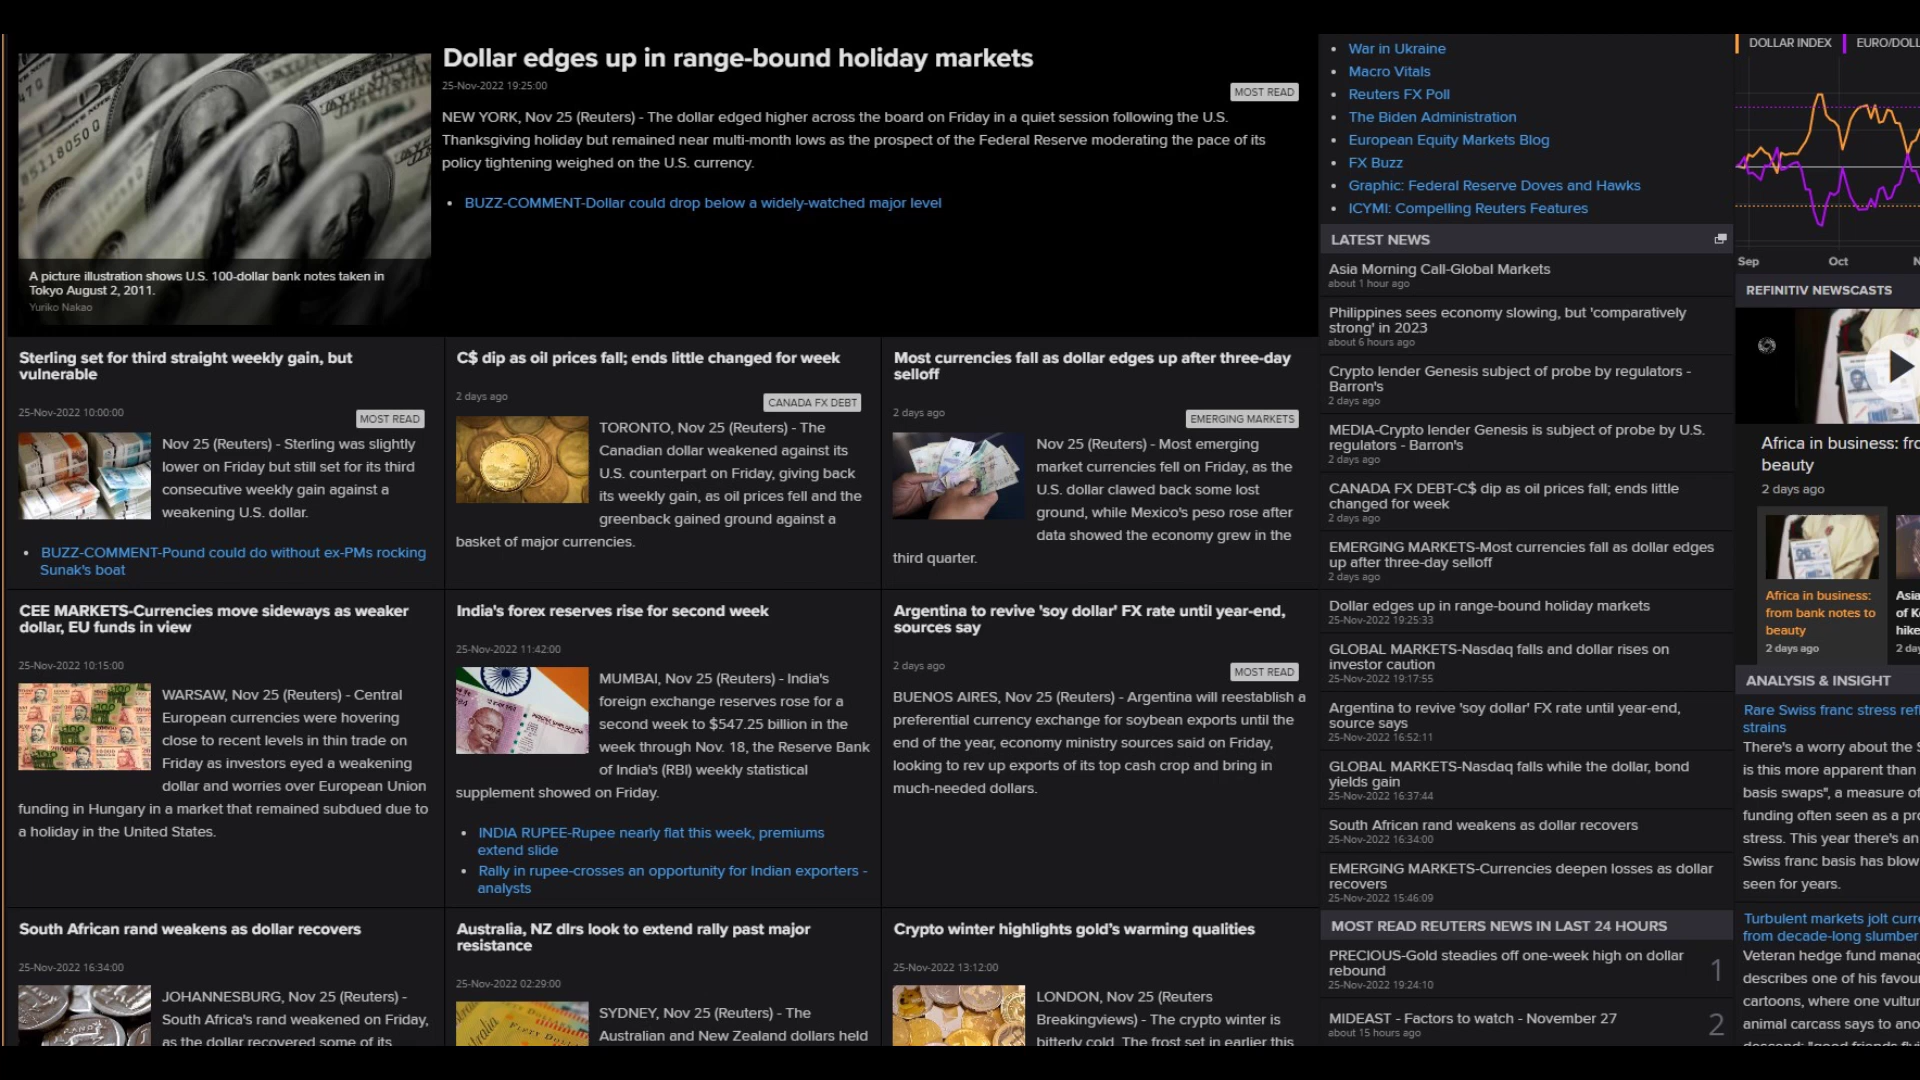 Dollar edges up in range-bound holiday markets
25-Nov-2022 19:25:00
MOST READ
NEW YORK, Nov 25 (Reuters) - The dollar edged higher across the board on Friday in a quiet session following the U.S.
Thanksgiving holiday but remained near multi-month lows as the prospect of the Federal Reserve moderating the pace of its
policy tightening weighed on the U.S. currency.
BUZZ-COMMENT-Dollar could drop below a widely-watched major level
A picture illustration shows U.S. 100-dollar bank notes taken in
Tokyo August 2, 2011.
Yuriko Nakao
Sterling set for third straight weekly gain, but
vulnerable
25-Nov-2022 10:00:00
MOST READ
Nov 25 (Reuters) - Sterling was slightly
lower on Friday but still set for its third
consecutive weekly gain against a
weakening U.S. dollar.
BUZZ-COMMENT-Pound could do without ex-PMs rocking
Sunak's boat
C$ dip as oil prices fall; ends little changed for week
2 days ago
CANADA FX DEBT
TORONTO, Nov 25 (Reuters) - The
Canadian dollar weakened against its
U.S. counterpart on Friday, giving back
its weekly gain, as oil prices fell and the
greenback gained ground against a
basket of major currencies.
Most currencies fall as dollar edges up after three-day
selloff
2 days ago
EMERGING MARKETS
Nov 25 (Reuters) - Most emerging
market currencies fell on Friday, as the
U.S. dollar clawed back some lost
ground, while Mexico's peso rose after
data showed the economy grew in the
third quarter.
CEE MARKETS-Currencies move sideways as weaker
dollar, EU funds in view
25-Nov-2022 10:15:00
WARSAW, Nov 25 (Reuters) - Central
European currencies were hovering
close to recent levels in thin trade on
Friday as investors eyed a weakening
dollar and worries over European Union
funding in Hungary in a market that remained subdued due to
a holiday in the United States.
India's forex reserves rise for second week
25-Nov-2022 11:42:00
MUMBAI, Nov 25 (Reuters) - India's
foreign exchange reserves rose for a
second week to $547.25 billion in the
week through Nov. 18, the Reserve Bank
of India's (RBI) weekly statistical
supplement showed on Friday.
INDIA RUPEE-Rupee nearly flat this week, premiums
extend slide
Rally in rupee-crosses an opportunity for Indian exporters -
analysts
Argentina to revive 'soy dollar' FX rate until year-end,
sources say
2 days ago
MOST READ
BUENOS AIRES, Nov 25 (Reuters) - Argentina will reestablish a
preferential currency exchange for soybean exports until the
end of the year, economy ministry sources said on Friday,
looking to rev up exports of its top cash crop and bring in
much-needed dollars.
South African rand weakens as dollar recovers
25-Nov-2022 16:34:00
JOHANNESBURG, Nov 25 (Reuters) -
South Africa's rand weakened on Friday,
as the dollar recovered some of its
Australia, NZ dlrs look to extend rally past major
resistance
25-Nov-2022 02:29:00
SYDNEY, Nov 25 (Reuters) - The
Australian and New Zealand dollars held
Crypto winter highlights gold's warming qualities
25-Nov-2022 13:12:00
LONDON, Nov 25 (Reuters
Breakingviews) - The crypto winter is
bitterly cold. The frost set in earlier this
War in Ukraine
Macro Vitals
Reuters FX Poll
The Biden Administration
European Equity Markets Blog
FX Buzz
Graphic: Federal Reserve Doves and Hawks
ICYMI: Compelling Reuters Features
LATEST NEWS
Asia Morning Call-Global Markets
about 1 hour ago
Philippines sees economy slowing, but 'comparatively
strong' in 2023
about 6 hours ago
Crypto lender Genesis subject of probe by regulators -
Barron's
2 days ago
MEDIA-Crypto lender Genesis is subject of probe by U.S.
regulators - Barron's
2 days ago
CANADA FX DEBT-C$ dip as oil prices fall; ends little
changed for week
2 days ago
EMERGING MARKETS-Most currencies fall as dollar edges
up after three-day selloff
2 days ago
Dollar edges up in range-bound holiday markets
25-Nov-2022 19:25:33
GLOBAL MARKETS-Nasdaq falls and dollar rises on
investor caution
25-Nov-2022 19:17:55
Argentina to revive 'soy dollar' FX rate until year-end,
source says
25-Nov-2022 16:52:11
GLOBAL MARKETS-Nasdaq falls while the dollar, bond
yields gain
25-Nov-2022 16:37:44
South African rand weakens as dollar recovers
25-Nov-2022 16:34:00
EMERGING MARKETS-Currencies deepen losses as dollar
recovers
25-Nov-2022 15:46:09
MOST READ REUTERS NEWS IN LAST 24 HOURS
PRECIOUS-Gold steadies off one-week high on dollar
rebound
25-Nov-2022 19:24:10
1
MIDEAST - Factors to watch - November 27
about 15 hours ago
2
DOLLAR INDEX EURO/DOLL
Sep Oct N
REFINITIV NEWSCASTS
Africa in business: fro
beauty
2 days ago
Africa in business:
from bank notes to
beauty
2 days ago
Asia
of K
hike
2 day
ANALYSIS & INSIGHT
Rare Swiss franc stress refl
strains
There's a worry about the S
is this more apparent than
basis swaps", a measure of
funding often seen as a pro
stress. This year there's an
Swiss franc basis has blow
seen for years.
Turbulent markets jolt curre
from decade-long slumber
Veteran hedge fund manag
describes one of his favou
cartoons, where one vultur
animal carcass says to ano